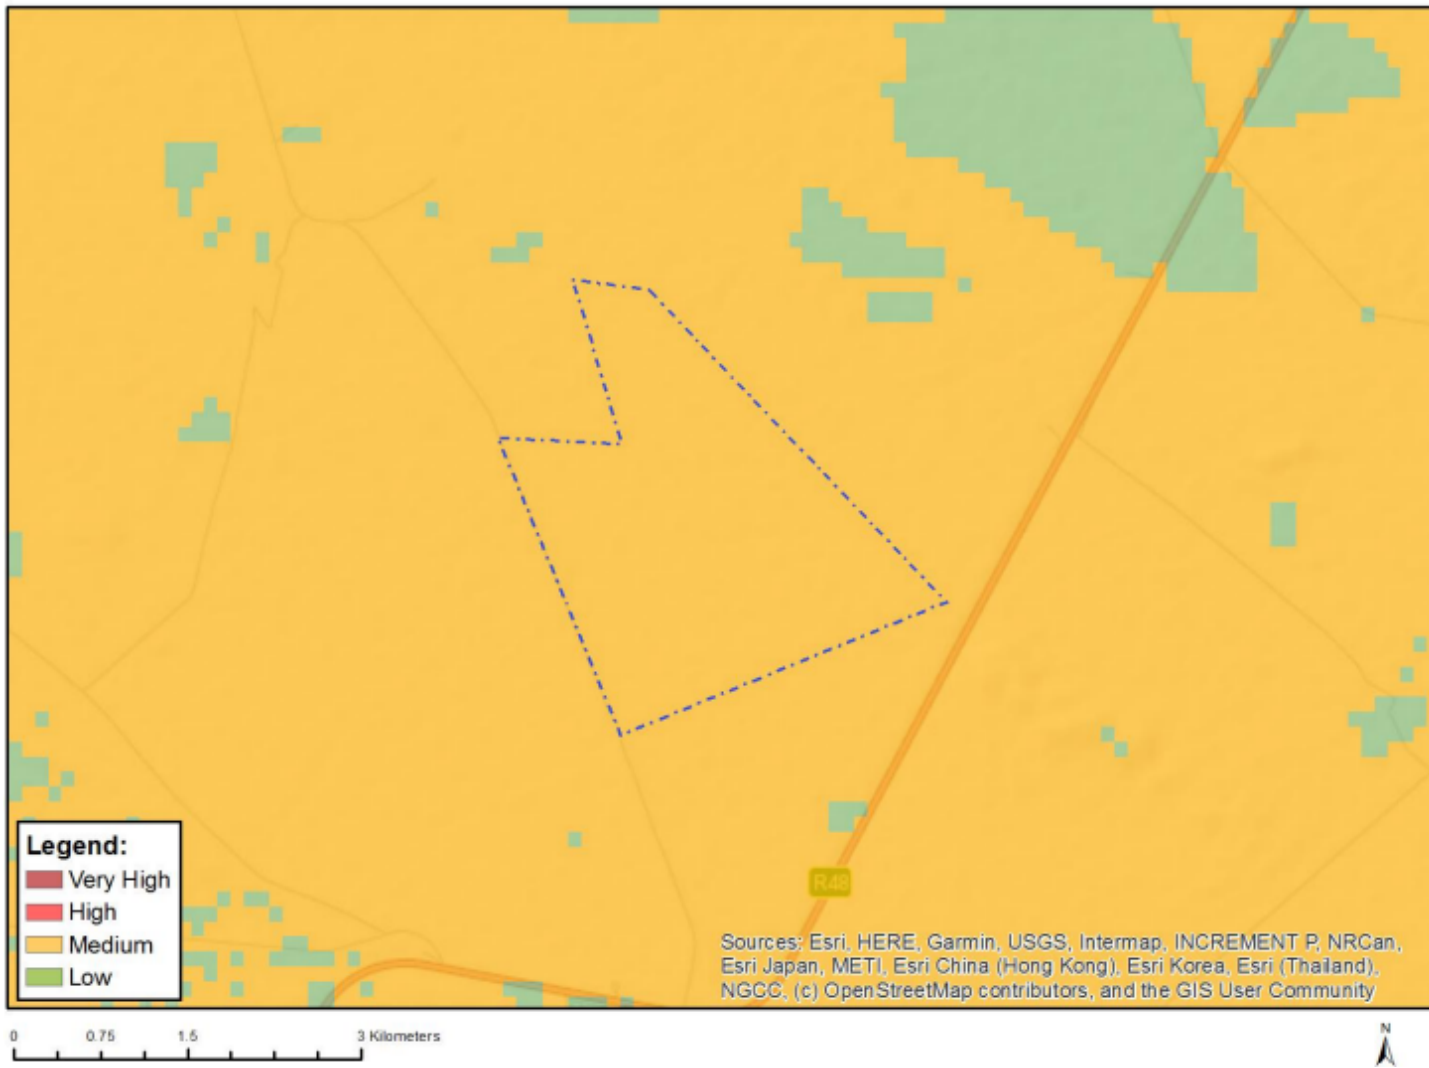 R48
Legend:
Very High
High
Medium
Low
Sources: Esri, HERE, Garmin, USGS, Intermap, INCREMENT P, NRCan,
Esri Japan, METI, Esri China (Hong Kong), Esri Korea, Esri (Thailand),
NGCC, (c) OpenStreetMap contributors, and the GIS User Community
0 0.75 1.5 3 Kilometers
N